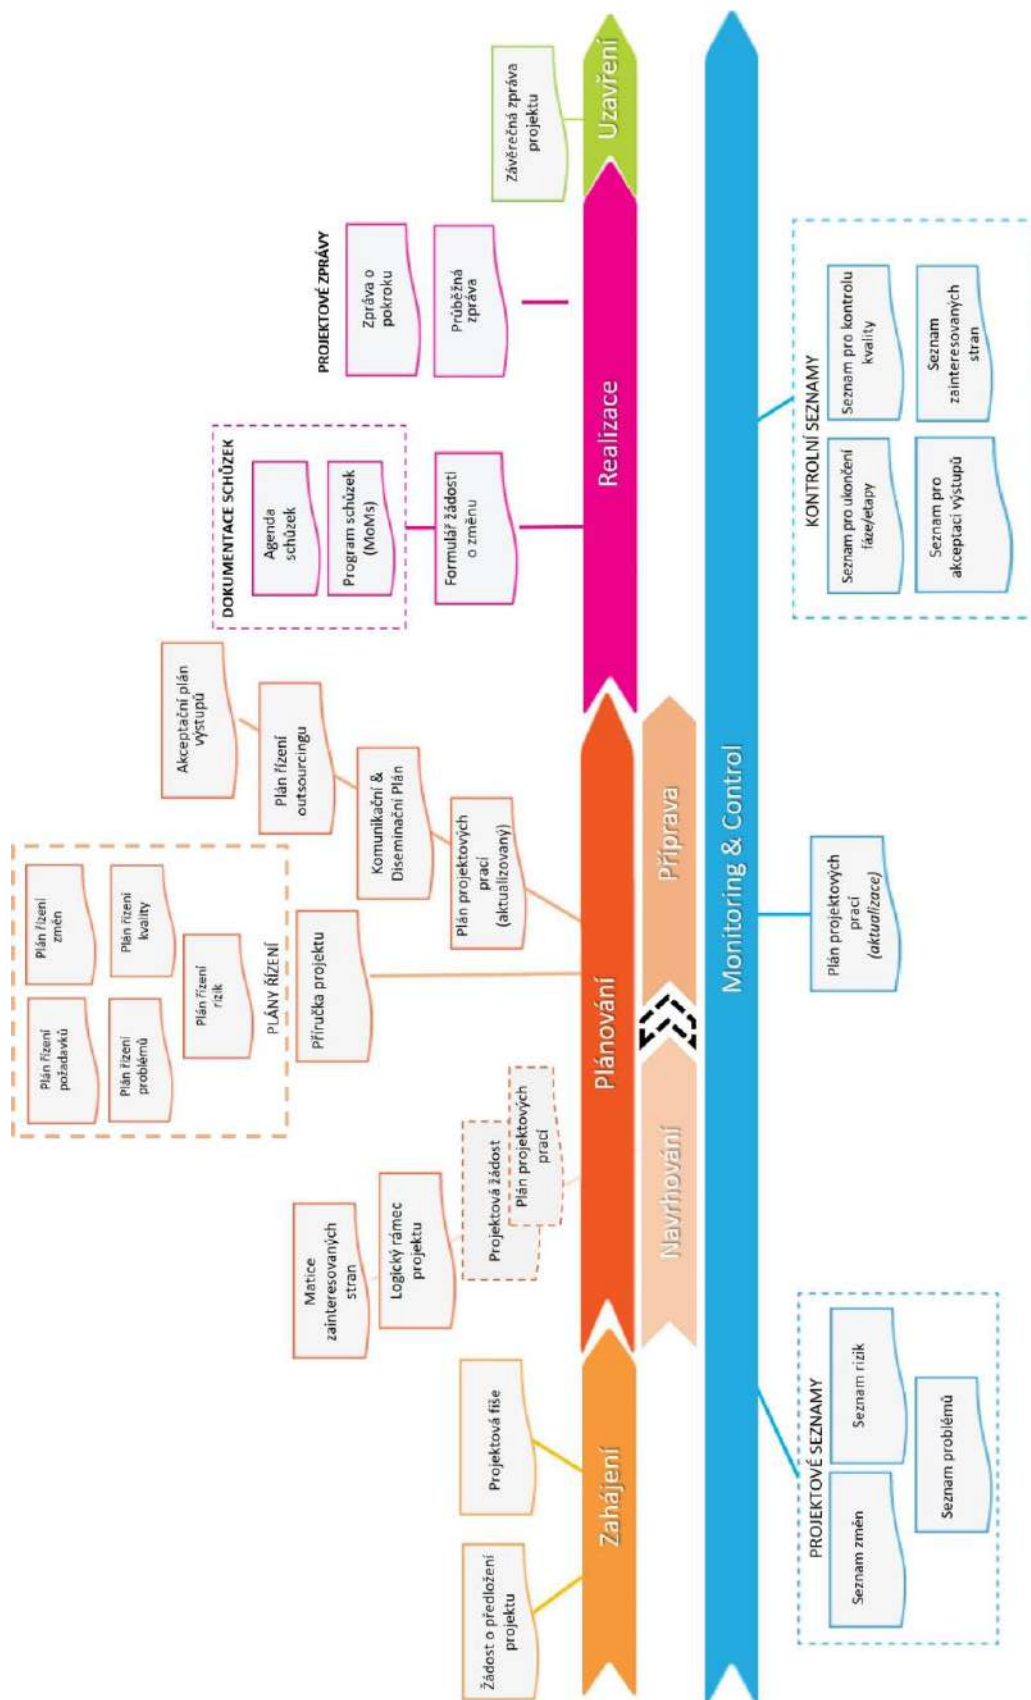 Žádost o předložení
projektu
Projektová fiše
Matice
zainteresovaných
stran
Logický rámec
projektu
Projektová žádost
Plán projektových
prací
Plán řízení
požadavků
Plán řízení
změn
Plán řízení
problémů
Plán řízení
kvality
Plán řízení
rizik
PLÁNY ŘÍZENÍ
Příručka projektu
Akceptační plán
výstupů
Plán řízení
outsourcingu
Komunikační &
Diseminační Plán
Plán projektových
prací
(aktualizovaný)
DOKUMENTACE SCHŮZEK
Agenda
schůzek
Program schůzek
(MoMs)
Formulář žádosti
o změnu
PROJEKTOVÉ ZPRÁVY
Zpráva o
pokroku
Průběžná
zpráva
Závěrečná zpráva
projektu
Zahájení
Plánování
Realizace
Uzavření
Navrhování
Příprava
Monitoring & Control
PROJEKTOVÉ SEZNAMY
Seznam změn
Seznam rizik
Seznam problémů
Plán projektových
prací
(aktualizace)
KONTROLNÍ SEZNAMY
Seznam pro ukončení
fáze/etapy
Seznam pro kontrolu
kvality
Seznam pro
akceptaci výstupů
Seznam
zainteresovaných
stran